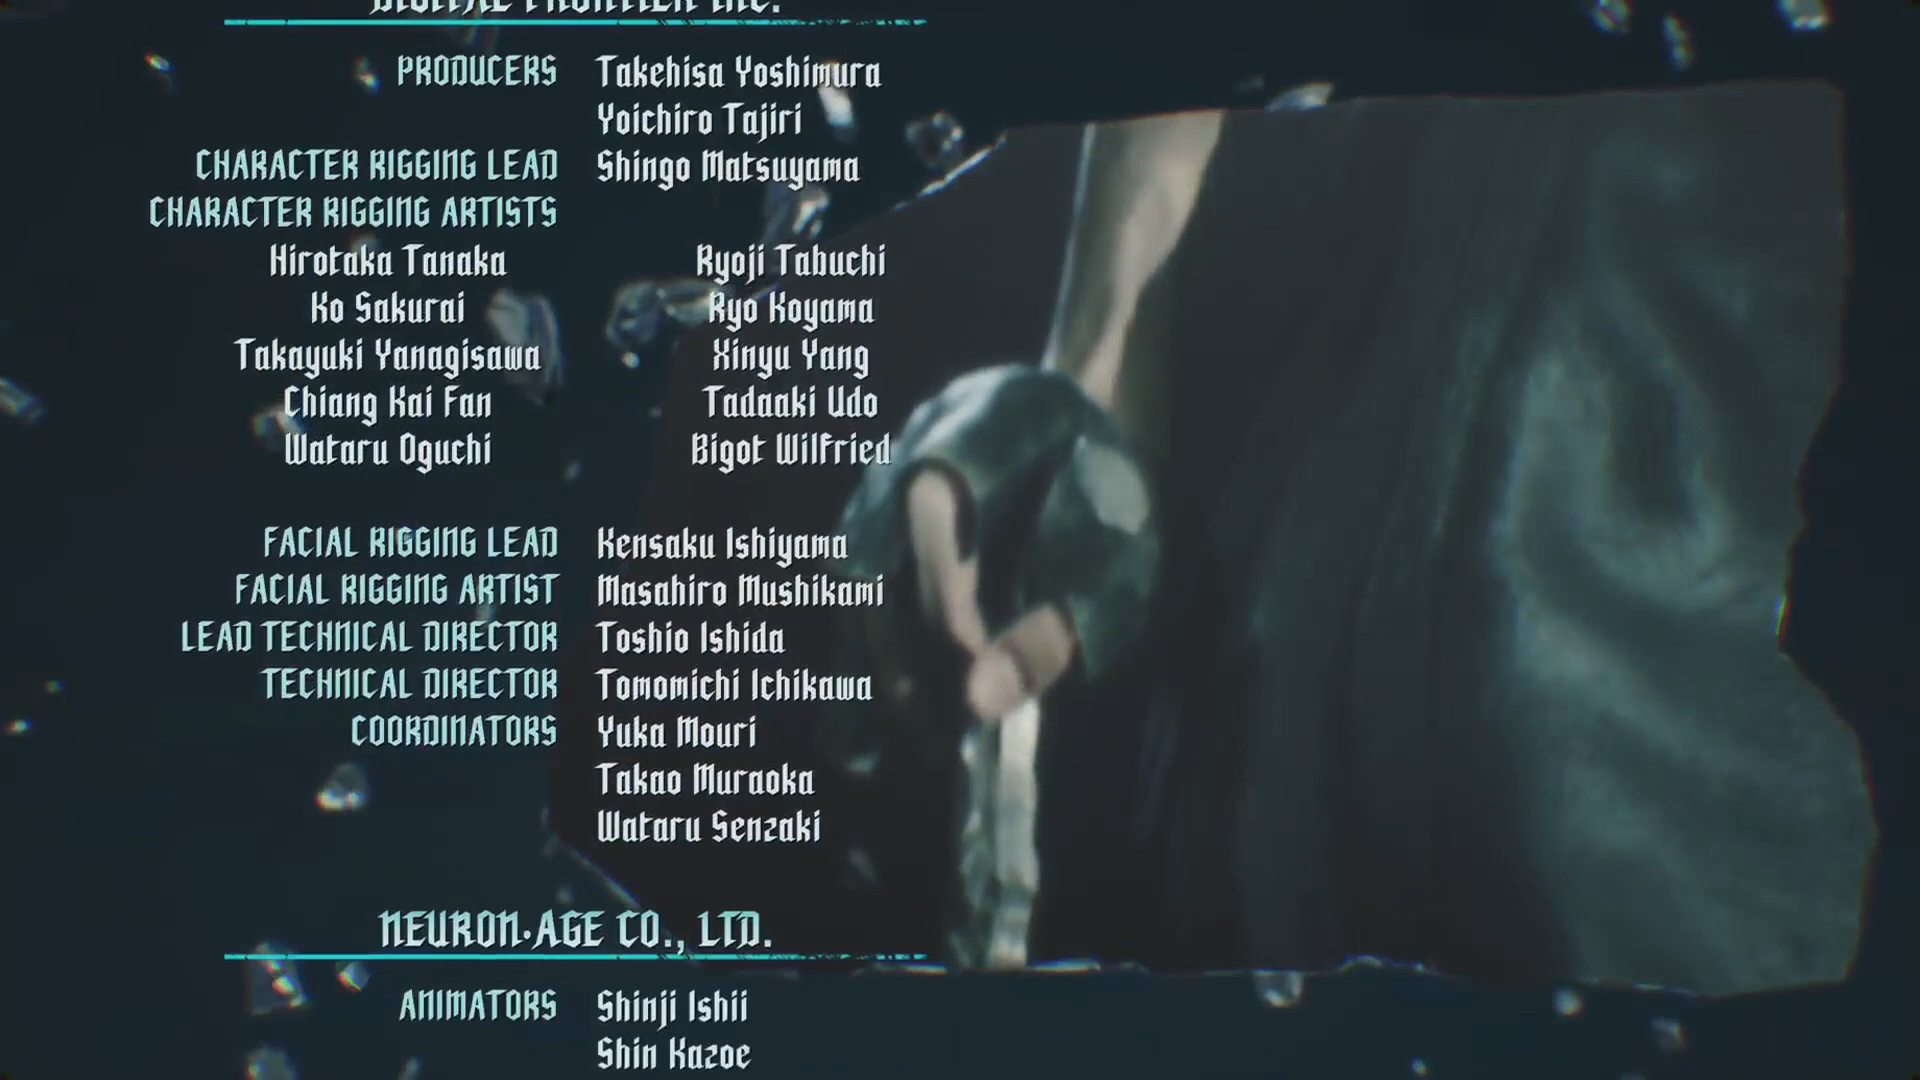 DIGITAL FRONTIER Inc.
PRODUCERS Takehisa Yoshimura
Yoichiro Tajiri
CHARACTER RIGGING LEAD Shingo Matsuyama
CHARACTER RIGGING ARTISTS
Hirotaka Tanaka Ryoji Tabuchi
Ko Sakurai Ryo Koyama
Takayuki Yanagisawa Xinyu Yang
Chiang Kai Fan Tadaaki Udo
Wataru Oguchi Bigot Wilfried
FACIAL RIGGING LEAD Kensaku Ishiyama
FACIAL RIGGING ARTIST Masahiro Mushikami
LEAD TECHNICAL DIRECTOR Toshio Ishida
TECHNICAL DIRECTOR Tomomichi Ichikawa
COORDINATORS Yuka Mouri
Takao Muraoka
Wataru Senzaki
NEURON·AGE CO., LTD.
ANIMATORS Shinji Ishii
Shin Kazoe